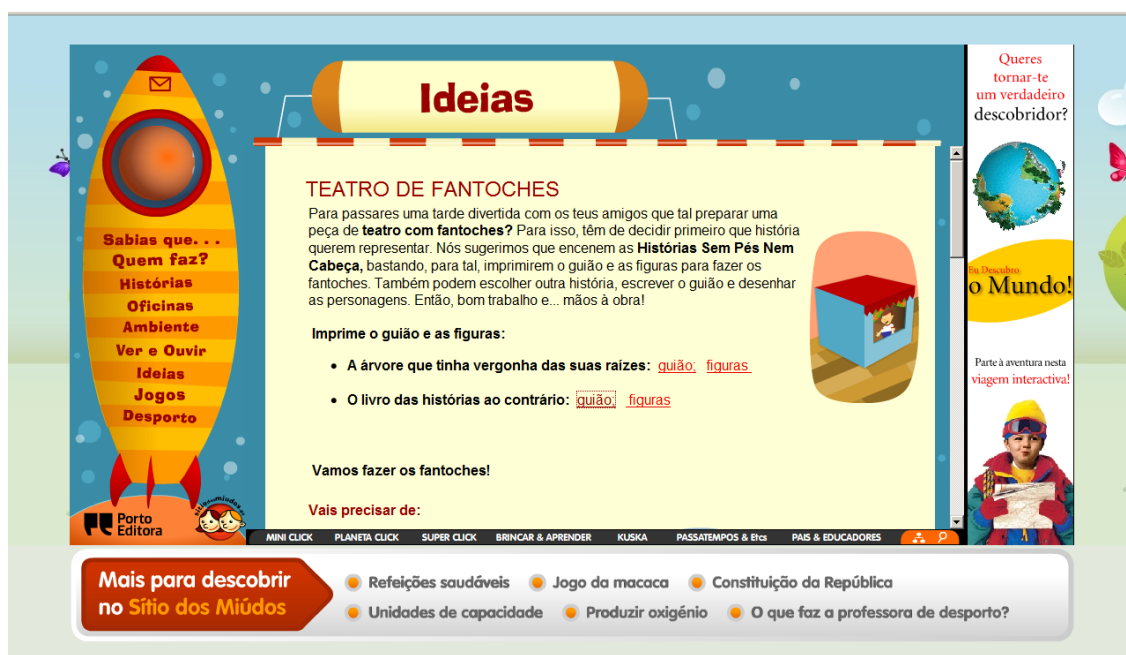 Sabias que. . .
Quem faz?
Histórias
Oficinas
Ambiente
Ver e Ouvir
Ideias
Jogos
Desporto
Porto
Editora
sitiodosmiudos.pt
Ideias
TEATRO DE FANTOCHES
Para passares uma tarde divertida com os teus amigos que tal preparar uma
peça de teatro com fantoches? Para isso, têm de decidir primeiro que história
querem representar. Nós sugerimos que encenem as Histórias Sem Pés Nem
Cabeça, bastando, para tal, imprimirem o guião e as figuras para fazer os
fantoches. Também podem escolher outra história, escrever o guião e desenhar
as personagens. Então, bom trabalho e... mãos à obra!
Imprime o guião e as figuras:
• A árvore que tinha vergonha das suas raízes: guião; figuras
• O livro das histórias ao contrário: guião; figuras
Vamos fazer os fantoches!
Vais precisar de:
Queres
tornar-te
um verdadeiro
descobridor?
Eu Descubro
o Mundo!
Parte à aventura nesta
viagem interactiva!
MINI CLICK PLANETA CLICK SUPER CLICK BRINCAR & APRENDER KUSKA PASSATEMPOS & Etcs PAIS & EDUCADORES
Mais para descobrir
no Sítio dos Miúdos
Refeições saudáveis Jogo da macaca Constituição da República
Unidades de capacidade Produzir oxigénio O que faz a professora de desporto?